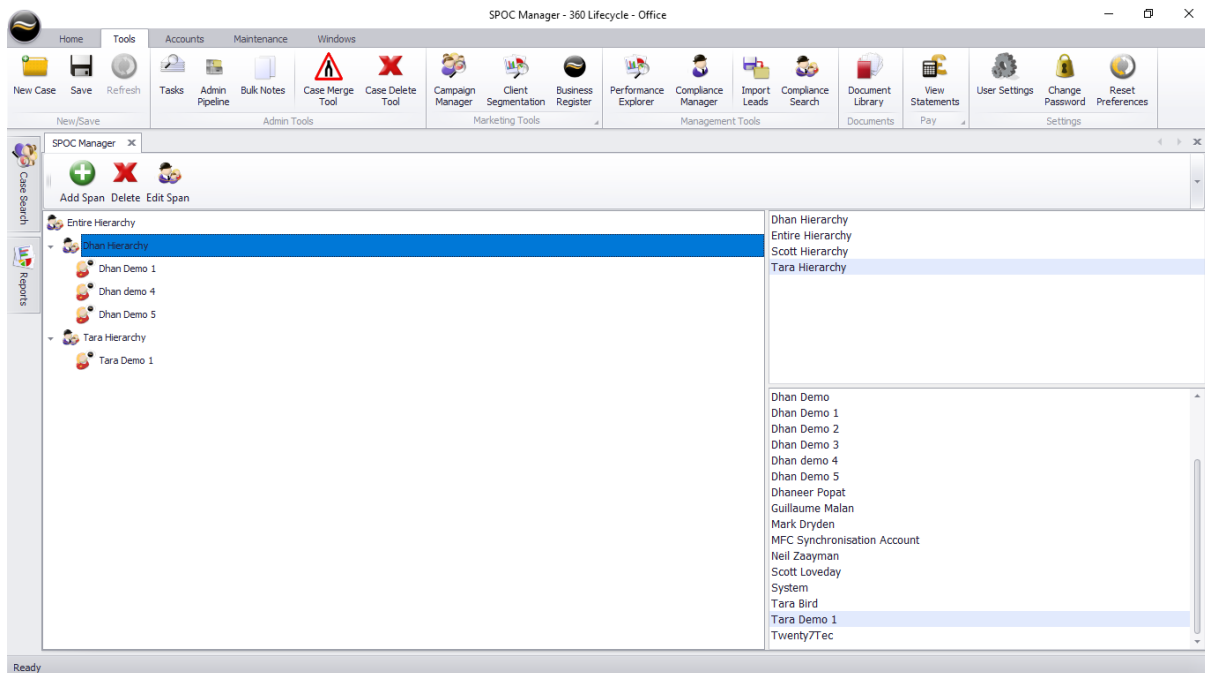 SPOC Manager - 360 Lifecycle - Office
Home Tools Accounts Maintenance Windows
New Case Save Refresh Tasks Admin Pipeline Bulk Notes Case Merge Tool Case Delete Tool Campaign Manager Client Segmentation Business Register Performance Explorer Compliance Manager Import Leads Compliance Search Document Library View Statements User Settings Change Password Reset Preferences
New/Save Admin Tools Marketing Tools Management Tools Documents Pay Settings
SPOC Manager
Case Search
Reports
Add Span Delete Edit Span
Entire Hierarchy
Dhan Hierarchy
Dhan Demo 1
Dhan demo 4
Dhan Demo 5
Tara Hierarchy
Tara Demo 1
Dhan Hierarchy
Entire Hierarchy
Scott Hierarchy
Tara Hierarchy
Dhan Demo
Dhan Demo 1
Dhan Demo 2
Dhan Demo 3
Dhan demo 4
Dhan Demo 5
Dhaneer Popat
Guillaume Malan
Mark Dryden
MFC Synchronisation Account
Neil Zaayman
Scott Loveday
System
Tara Bird
Tara Demo 1
Twenty7Tec
Ready